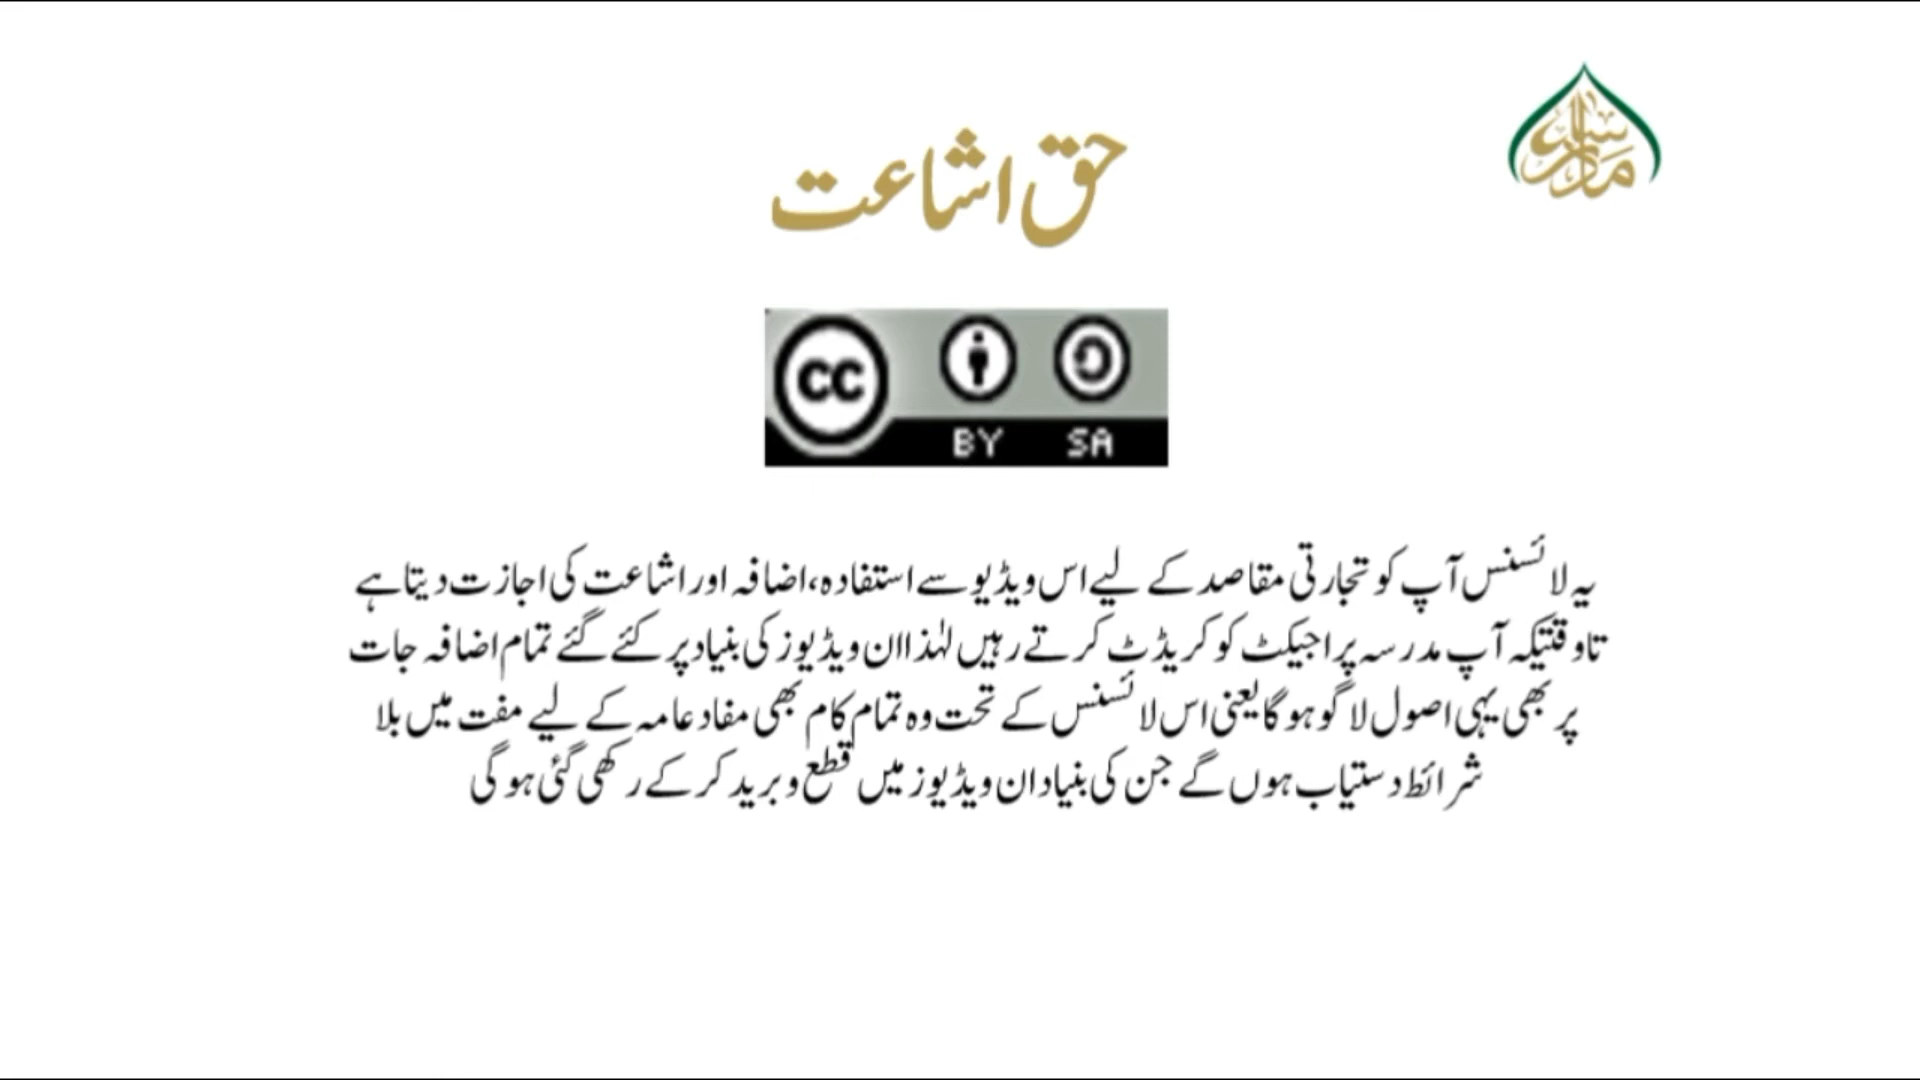 مدرسہ
حق اشاعت
cc
BY SA
یہ لائسنس آپ کو تجارتی مقاصد کے لیے اس ویڈیو سے استفادہ، اضافہ اور اشاعت کی اجازت دیتا ہے
تاوقتیکہ آپ مدرسہ پراجیکٹ کو کریڈٹ کرتے رہیں لہٰذا ان ویڈیوز کی بنیاد پر کئے گئے تمام اضافہ جات
پر بھی یہی اصول لاگو ہوگا یعنی اس لائسنس کے تحت وہ تمام کام بھی مفاد عامہ کے لیے مفت میں بلا
شرائط دستیاب ہوں گے جن کی بنیاد ان ویڈیوز میں قطع و برید کر کے رکھی گئی ہوگی